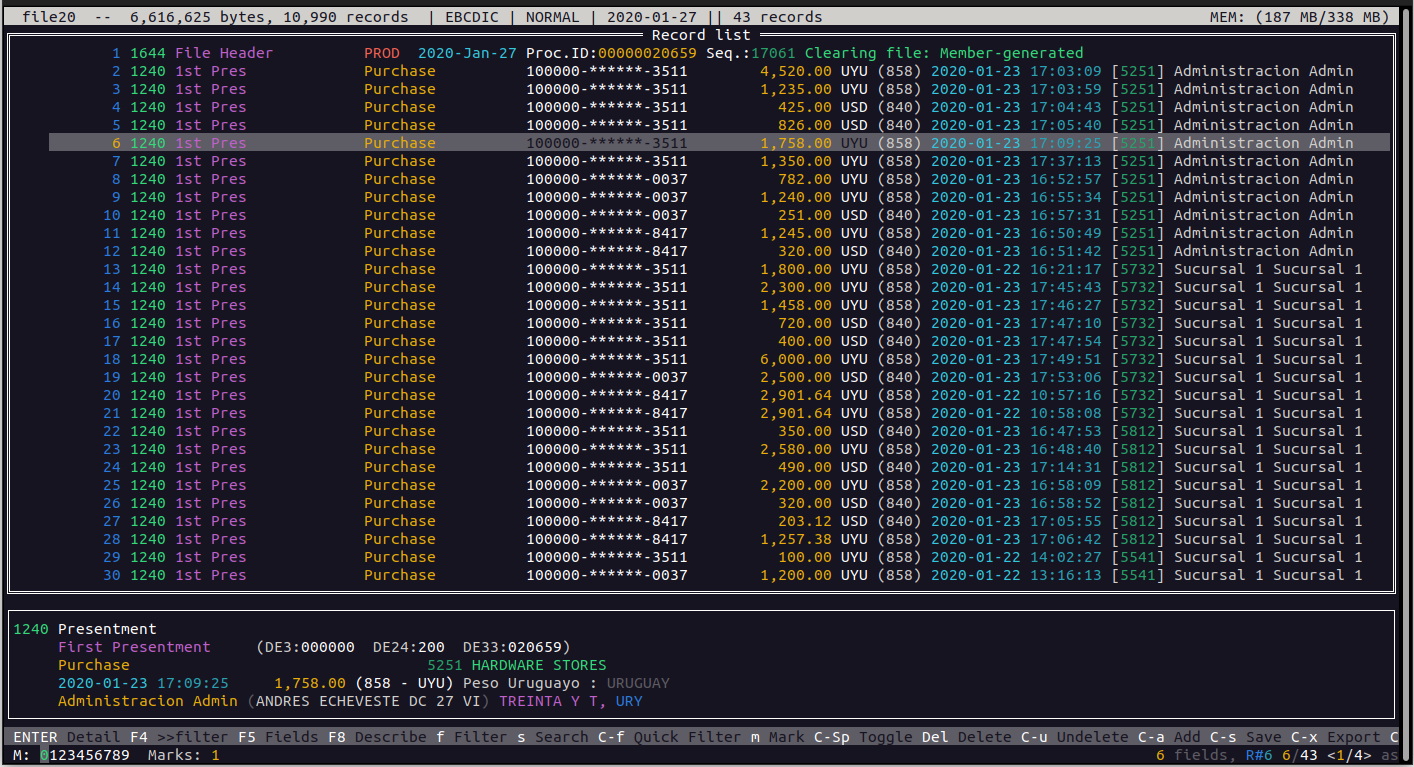 file20 -- 6,616,625 bytes, 10,990 records | EBCDIC | NORMAL | 2020-01-27 || 43 records MEM: (187 MB/338 MB)
Record list
1 1644 File Header PROD 2020-Jan-27 Proc.ID:00000020659 Seq.:17061 Clearing file: Member-generated
2 1240 1st Pres Purchase 100000-******-3511 4,520.00 UYU (858) 2020-01-23 17:03:09 [5251] Administracion Admin
3 1240 1st Pres Purchase 100000-******-3511 1,235.00 UYU (858) 2020-01-23 17:03:59 [5251] Administracion Admin
4 1240 1st Pres Purchase 100000-******-3511 425.00 USD (840) 2020-01-23 17:04:43 [5251] Administracion Admin
5 1240 1st Pres Purchase 100000-******-3511 826.00 USD (840) 2020-01-23 17:05:40 [5251] Administracion Admin
6 1240 1st Pres Purchase 100000-******-3511 1,758.00 UYU (858) 2020-01-23 17:09:25 [5251] Administracion Admin
7 1240 1st Pres Purchase 100000-******-3511 1,350.00 UYU (858) 2020-01-23 17:37:13 [5251] Administracion Admin
8 1240 1st Pres Purchase 100000-******-0037 782.00 UYU (858) 2020-01-23 16:52:57 [5251] Administracion Admin
9 1240 1st Pres Purchase 100000-******-0037 1,240.00 UYU (858) 2020-01-23 16:55:34 [5251] Administracion Admin
10 1240 1st Pres Purchase 100000-******-0037 251.00 USD (840) 2020-01-23 16:57:31 [5251] Administracion Admin
11 1240 1st Pres Purchase 100000-******-8417 1,245.00 UYU (858) 2020-01-23 16:50:49 [5251] Administracion Admin
12 1240 1st Pres Purchase 100000-******-8417 320.00 USD (840) 2020-01-23 16:51:42 [5251] Administracion Admin
13 1240 1st Pres Purchase 100000-******-3511 1,800.00 UYU (858) 2020-01-22 16:21:17 [5732] Sucursal 1 Sucursal 1
14 1240 1st Pres Purchase 100000-******-3511 2,300.00 UYU (858) 2020-01-23 17:45:43 [5732] Sucursal 1 Sucursal 1
15 1240 1st Pres Purchase 100000-******-3511 1,458.00 UYU (858) 2020-01-23 17:46:27 [5732] Sucursal 1 Sucursal 1
16 1240 1st Pres Purchase 100000-******-3511 720.00 USD (840) 2020-01-23 17:47:10 [5732] Sucursal 1 Sucursal 1
17 1240 1st Pres Purchase 100000-******-3511 400.00 USD (840) 2020-01-23 17:47:54 [5732] Sucursal 1 Sucursal 1
18 1240 1st Pres Purchase 100000-******-3511 6,000.00 UYU (858) 2020-01-23 17:49:51 [5732] Sucursal 1 Sucursal 1
19 1240 1st Pres Purchase 100000-******-0037 2,500.00 USD (840) 2020-01-23 17:53:06 [5732] Sucursal 1 Sucursal 1
20 1240 1st Pres Purchase 100000-******-8417 2,901.64 UYU (858) 2020-01-22 10:57:16 [5732] Sucursal 1 Sucursal 1
21 1240 1st Pres Purchase 100000-******-8417 2,901.64 UYU (858) 2020-01-22 10:58:08 [5732] Sucursal 1 Sucursal 1
22 1240 1st Pres Purchase 100000-******-3511 350.00 USD (840) 2020-01-23 16:47:53 [5812] Sucursal 1 Sucursal 1
23 1240 1st Pres Purchase 100000-******-3511 2,580.00 UYU (858) 2020-01-23 16:48:40 [5812] Sucursal 1 Sucursal 1
24 1240 1st Pres Purchase 100000-******-3511 490.00 USD (840) 2020-01-23 17:14:31 [5812] Sucursal 1 Sucursal 1
25 1240 1st Pres Purchase 100000-******-0037 2,200.00 UYU (858) 2020-01-23 16:58:09 [5812] Sucursal 1 Sucursal 1
26 1240 1st Pres Purchase 100000-******-0037 320.00 USD (840) 2020-01-23 16:58:52 [5812] Sucursal 1 Sucursal 1
27 1240 1st Pres Purchase 100000-******-8417 203.12 USD (840) 2020-01-23 17:05:55 [5812] Sucursal 1 Sucursal 1
28 1240 1st Pres Purchase 100000-******-8417 1,257.38 UYU (858) 2020-01-23 17:06:42 [5812] Sucursal 1 Sucursal 1
29 1240 1st Pres Purchase 100000-******-3511 100.00 UYU (858) 2020-01-22 14:02:27 [5541] Sucursal 1 Sucursal 1
30 1240 1st Pres Purchase 100000-******-0037 1,200.00 UYU (858) 2020-01-22 13:16:13 [5541] Sucursal 1 Sucursal 1
1240 Presentment
First Presentment (DE3:000000 DE24:200 DE33:020659)
Purchase 5251 HARDWARE STORES
2020-01-23 17:09:25 1,758.00 (858 - UYU) Peso Uruguayo : URUGUAY
Administracion Admin (ANDRES ECHEVESTE DC 27 VI) TREINTA Y T, URY
ENTER Detail F4 >>filter F5 Fields F8 Describe f Filter s Search C-f Quick Filter m Mark C-Sp Toggle Del Delete C-u Undelete C-a Add C-s Save C-x Export C
M: 0123456789 Marks: 1 6 fields, R#6 6/43 <1/4> as